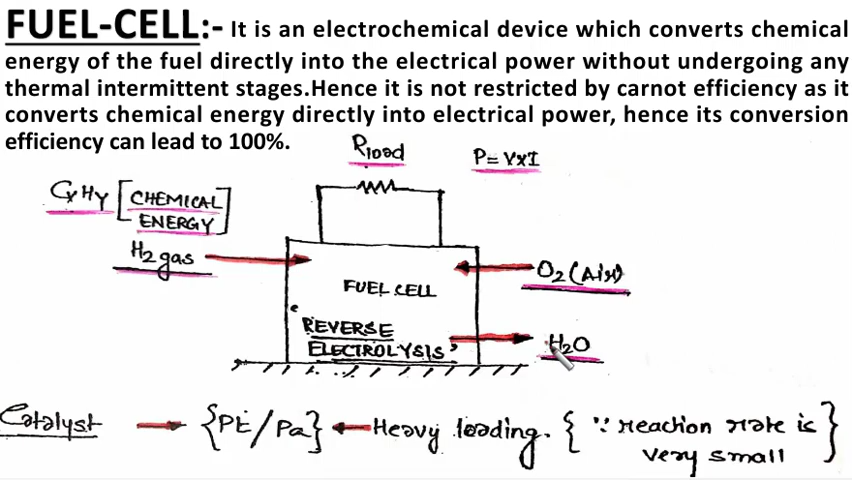 FUEL-CELL:- It is an electrochemical device which converts chemical
energy of the fuel directly into the electrical power without undergoing any
thermal intermittent stages.Hence it is not restricted by carnot efficiency as it
converts chemical energy directly into electrical power, hence its conversion
efficiency can lead to 100%.
Rload
P=VxI
CxHy [CHEMICAL
ENERGY]
H2 gas
O2 (Air)
FUEL CELL
"REVERSE
ELECTROLYSIS"
H2O
Catalyst → {Pt/Pa} ← Heavy loading. { ∵ reaction rate is
very small }